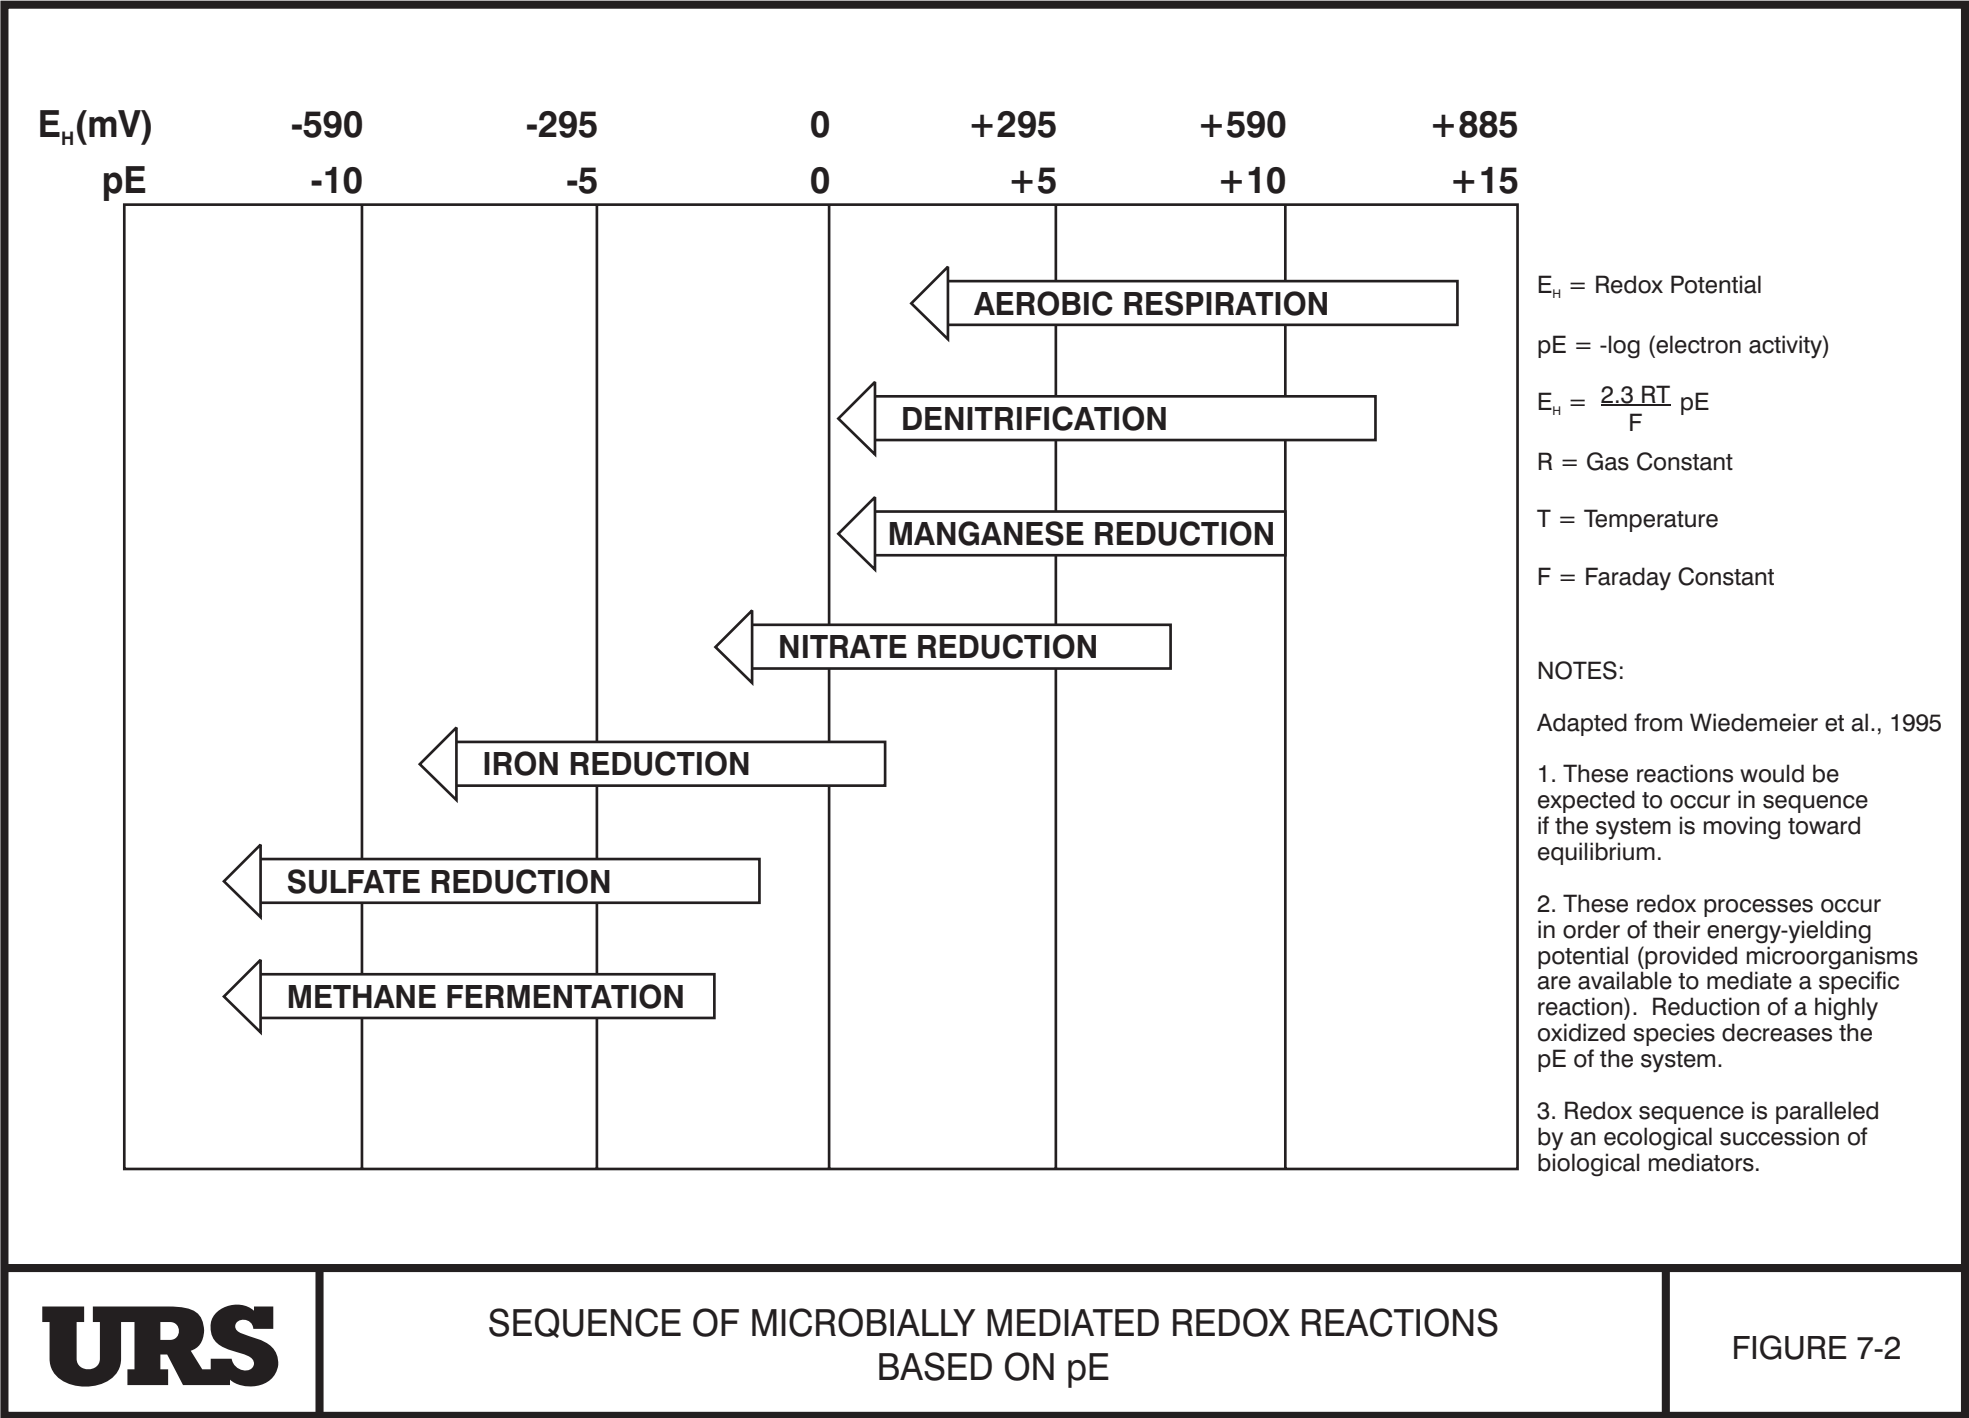 EH(mV) -590 -295 0 +295 +590 +885
pE -10 -5 0 +5 +10 +15
AEROBIC RESPIRATION
DENITRIFICATION
MANGANESE REDUCTION
NITRATE REDUCTION
IRON REDUCTION
SULFATE REDUCTION
METHANE FERMENTATION
EH = Redox Potential
pE = -log (electron activity)
EH = 2.3 RT pE
F
R = Gas Constant
T = Temperature
F = Faraday Constant
NOTES:
Adapted from Wiedemeier et al., 1995
1. These reactions would be
expected to occur in sequence
if the system is moving toward
equilibrium.
2. These redox processes occur
in order of their energy-yielding
potential (provided microorganisms
are available to mediate a specific
reaction). Reduction of a highly
oxidized species decreases the
pE of the system.
3. Redox sequence is paralleled
by an ecological succession of
biological mediators.
URS
SEQUENCE OF MICROBIALLY MEDIATED REDOX REACTIONS
BASED ON pE
FIGURE 7-2